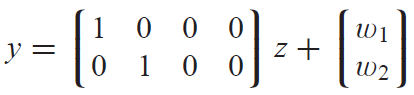 y = [ 1 0 0 0 ; 0 1 0 0 ] z + [ w1 ; w2 ]